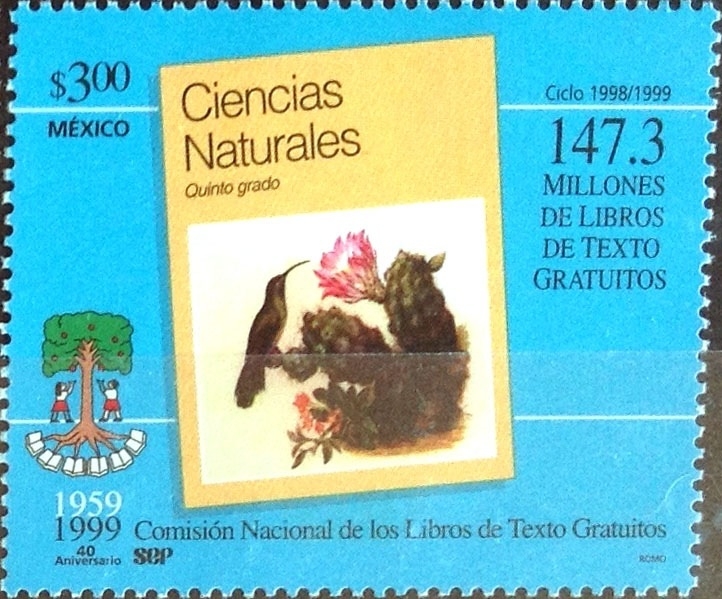 $3.00
MÉXICO
Ciencias
Naturales
Quinto grado
Ciclo 1998/1999
147.3
MILLONES
DE LIBROS
DE TEXTO
GRATUITOS
1959
1999 Comisión Nacional de los Libros de Texto Gratuitos
40
Aniversario SEP
ROMO